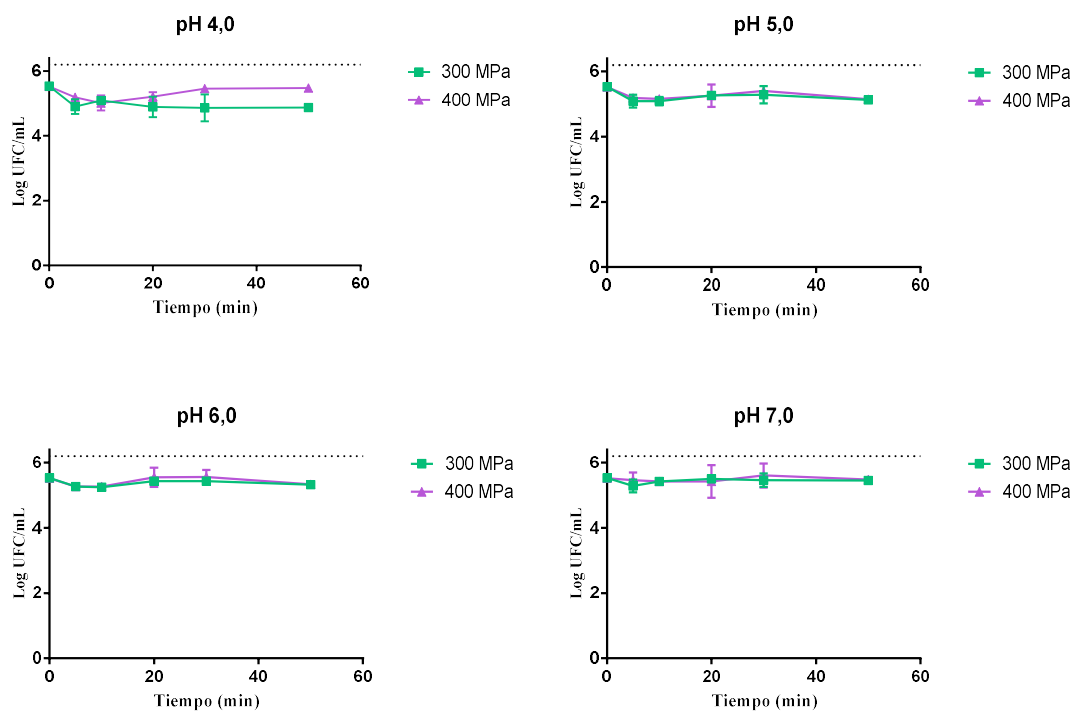 pH 4,0
6
4
2
0
0 20 40 60
Log UFC/mL
Tiempo (min)
300 MPa
400 MPa
pH 5,0
6
4
2
0
0 20 40 60
Log UFC/mL
Tiempo (min)
300 MPa
400 MPa
pH 6,0
6
4
2
0
0 20 40 60
Log UFC/mL
Tiempo (min)
300 MPa
400 MPa
pH 7,0
6
4
2
0
0 20 40 60
Log UFC/mL
Tiempo (min)
300 MPa
400 MPa